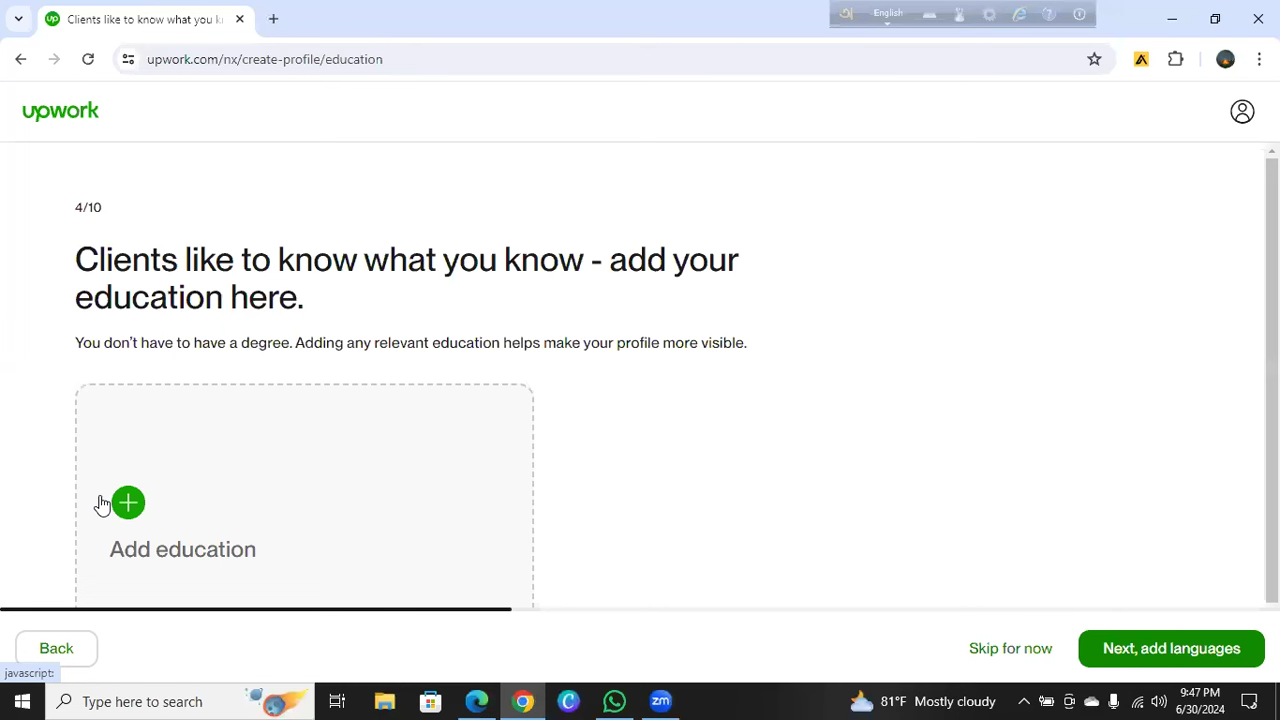 Clients like to know what you k
English
upwork.com/nx/create-profile/education
upwork
4/10
Clients like to know what you know - add your
education here.
You don't have to have a degree. Adding any relevant education helps make your profile more visible.
Add education
Back
Skip for now
Next, add languages
javascript:
Type here to search
zm
81°F Mostly cloudy
9:47 PM
6/30/2024